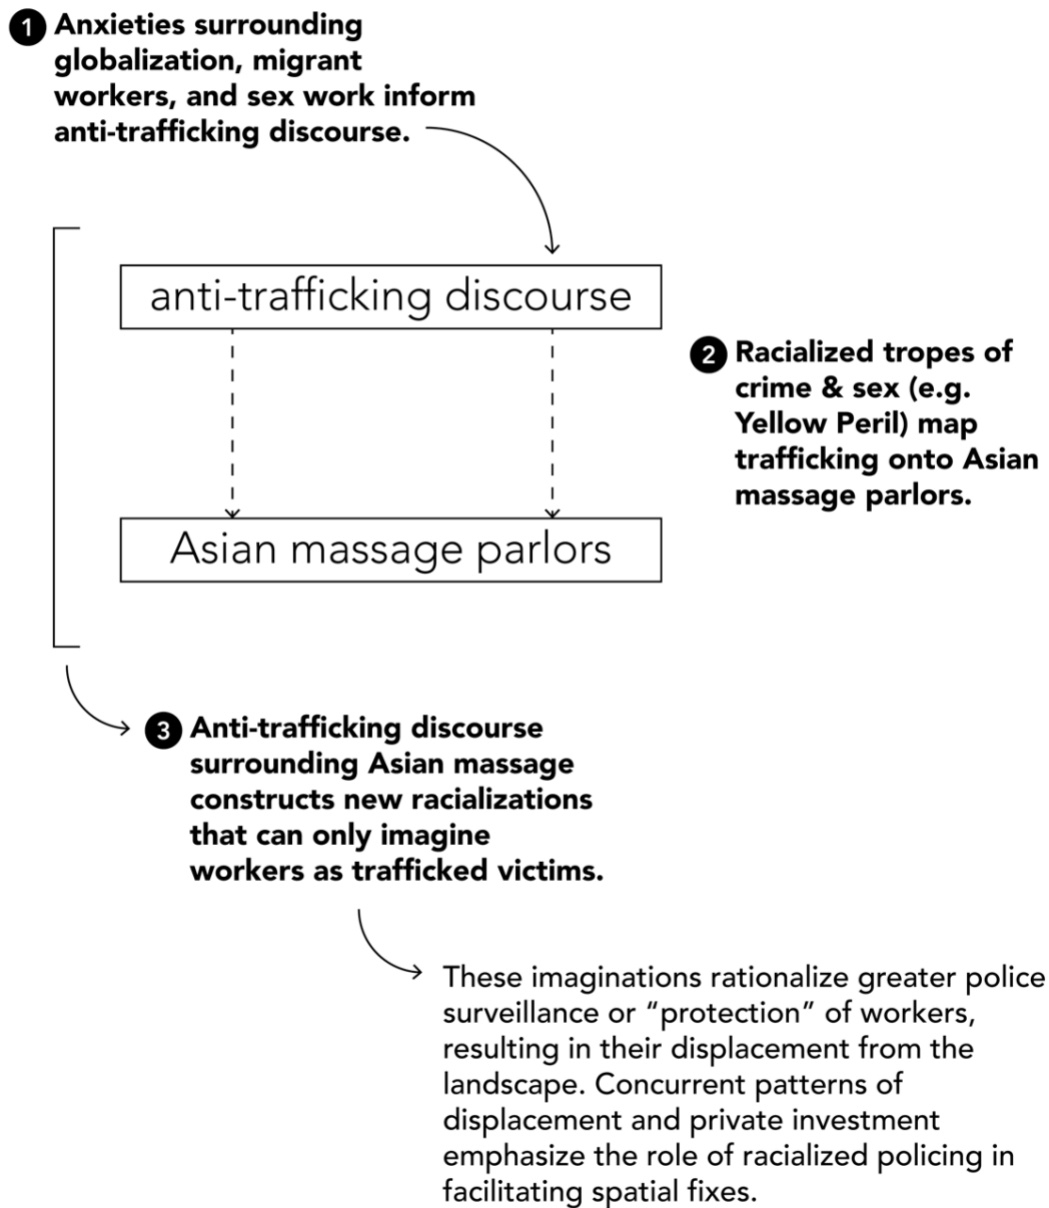 1 Anxieties surrounding
globalization, migrant
workers, and sex work inform
anti-trafficking discourse.
anti-trafficking discourse
2 Racialized tropes of
crime & sex (e.g.
Yellow Peril) map
trafficking onto Asian
massage parlors.
Asian massage parlors
3 Anti-trafficking discourse
surrounding Asian massage
constructs new racializations
that can only imagine
workers as trafficked victims.
These imaginations rationalize greater police
surveillance or “protection” of workers,
resulting in their displacement from the
landscape. Concurrent patterns of
displacement and private investment
emphasize the role of racialized policing in
facilitating spatial fixes.